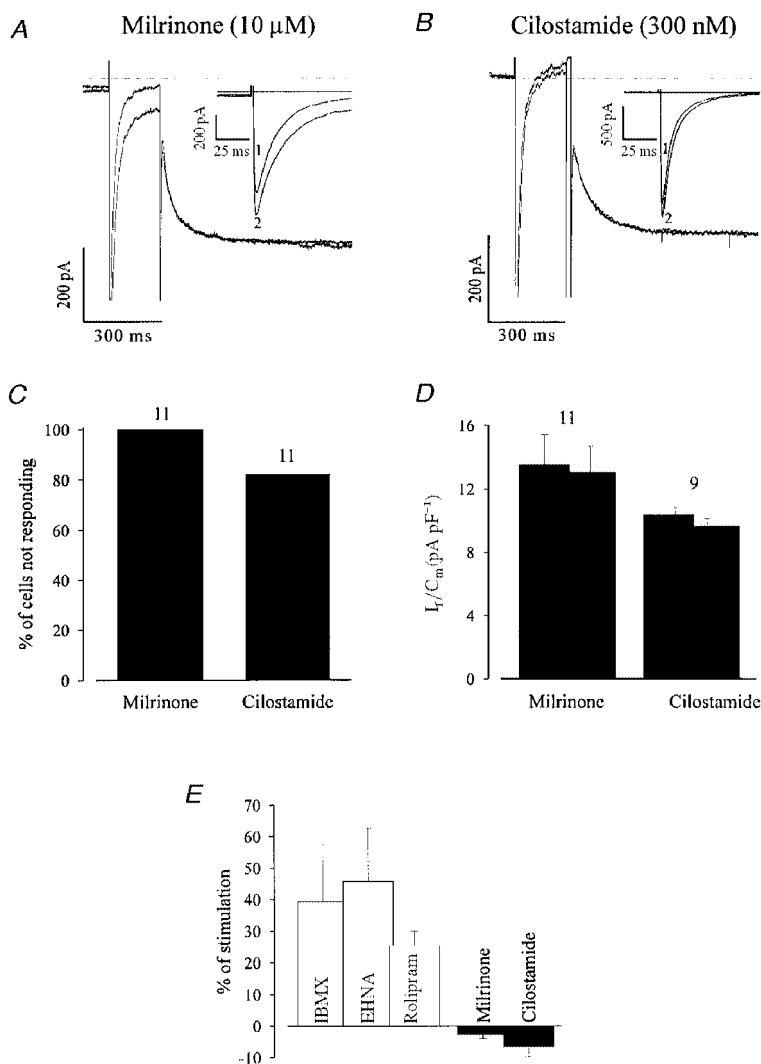 A
Milrinone (10 µM)
200 pA
25 ms
1
2
200 pA
300 ms
B
Cilostamide (300 nM)
500 pA
25 ms
1
2
200 pA
300 ms
C
% of cells not responding
100
80
60
40
20
0
11
11
Milrinone
Cilostamide
D
I_f/C_m (pA pF⁻¹)
16
12
8
4
0
11
9
Milrinone
Cilostamide
E
% of stimulation
70
60
50
40
30
20
10
0
-10
IBMX
EHNA
Rolipram
Milrinone
Cilostamide